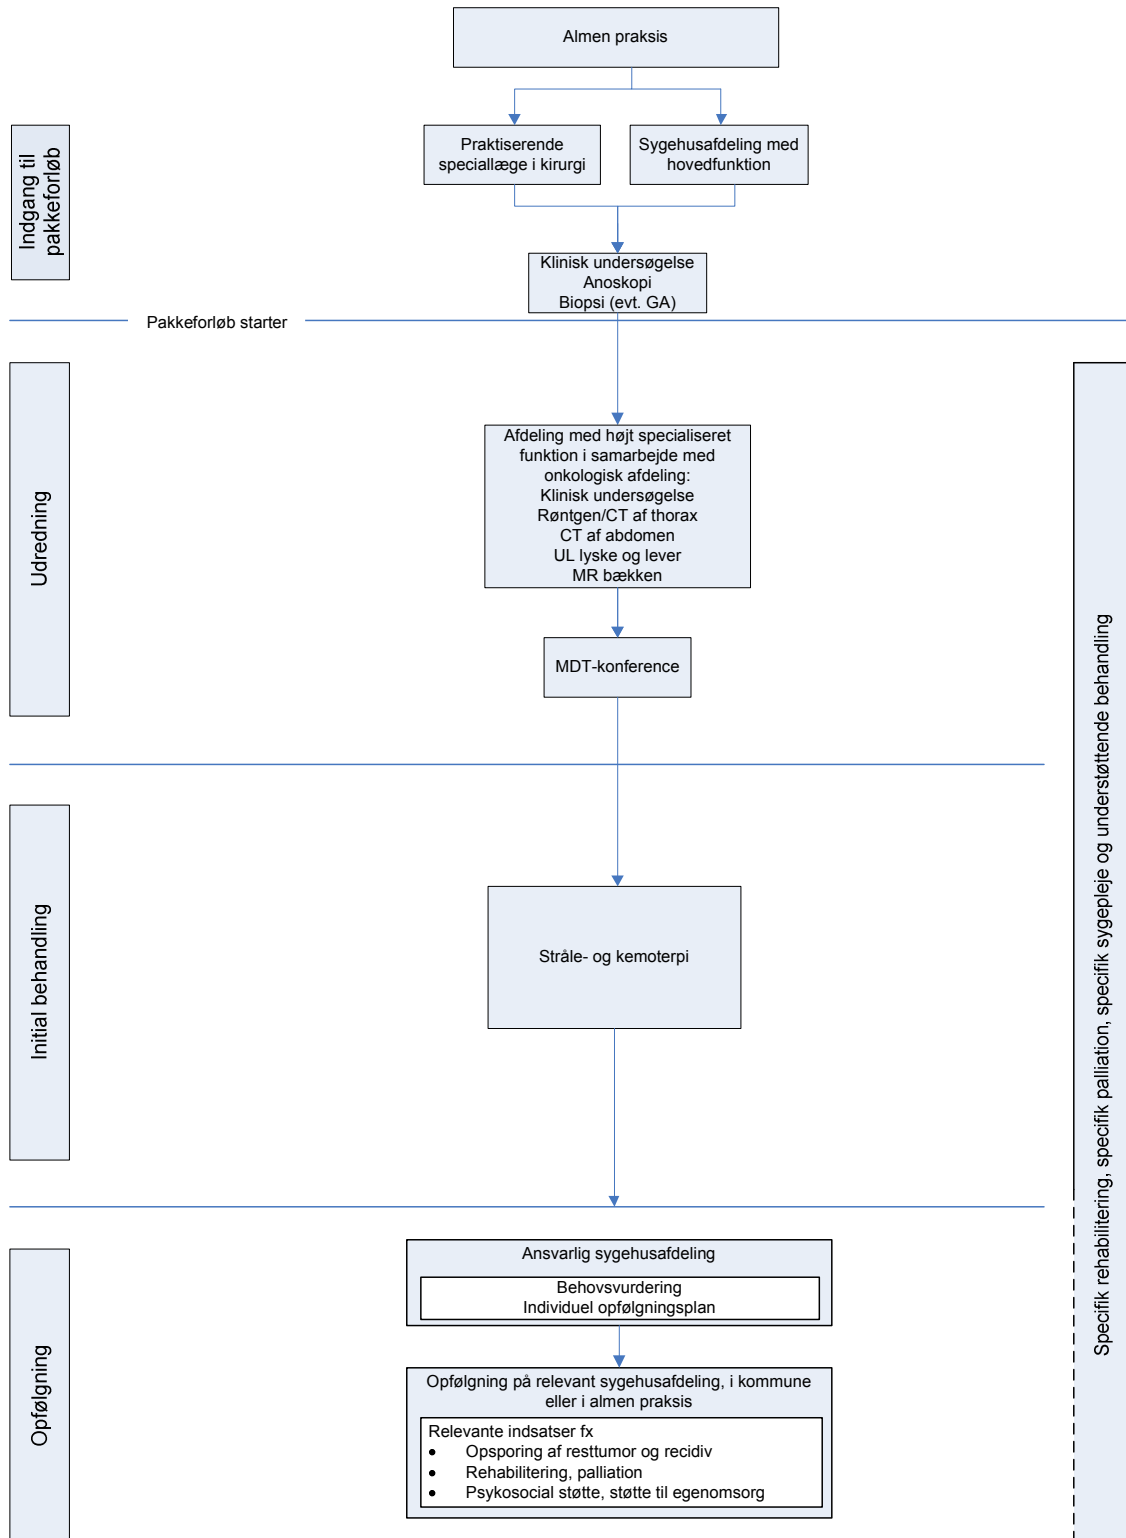 Almen praksis
Indgang til
pakkeforløb
Praktiserende
speciallæge i kirurgi
Sygehusafdeling med
hovedfunktion
Klinisk undersøgelse
Anoskopi
Biopsi (evt. GA)
Pakkeforløb starter
Udredning
Afdeling med højt specialiseret
funktion i samarbejde med
onkologisk afdeling:
Klinisk undersøgelse
Røntgen/CT af thorax
CT af abdomen
UL lyske og lever
MR bækken
MDT-konference
Specifik rehabilitering, specifik palliation, specifik sygepleje og understøttende behandling
Initial behandling
Stråle- og kemoterpi
Opfølgning
Ansvarlig sygehusafdeling
Behovsvurdering
Individuel opfølgningsplan
Opfølgning på relevant sygehusafdeling, i kommune
eller i almen praksis
Relevante indsatser fx
• Opsporing af resttumor og recidiv
• Rehabilitering, palliation
• Psykosocial støtte, støtte til egenomsorg